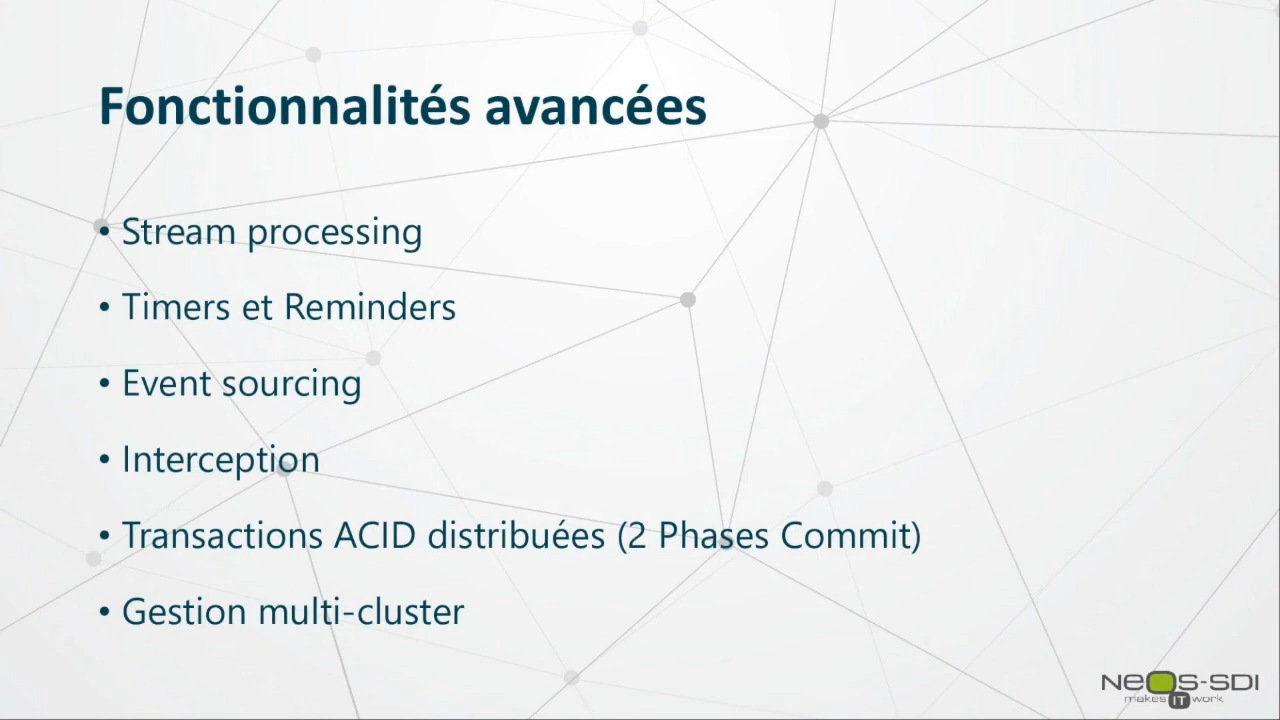 Fonctionnalités avancées
• Stream processing
• Timers et Reminders
• Event sourcing
• Interception
• Transactions ACID distribuées (2 Phases Commit)
• Gestion multi-cluster
NeOS-SDI
makes IT work